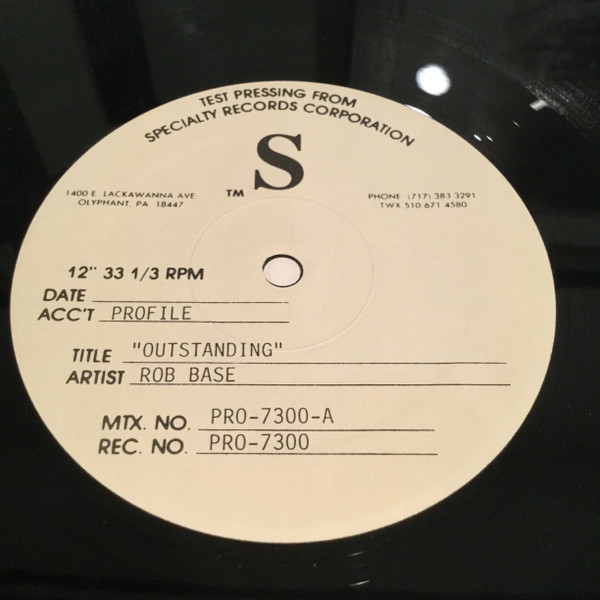 TEST PRESSING FROM
SPECIALTY RECORDS CORPORATION
S
TM
1400 E. LACKAWANNA AVE
OLYPHANT, PA 18447
PHONE (717) 383 3291
TWX 510 671 4580
12" 33 1/3 RPM
DATE
ACC'T PROFILE
TITLE "OUTSTANDING"
ARTIST ROB BASE
MTX. NO. PRO-7300-A
REC. NO. PRO-7300